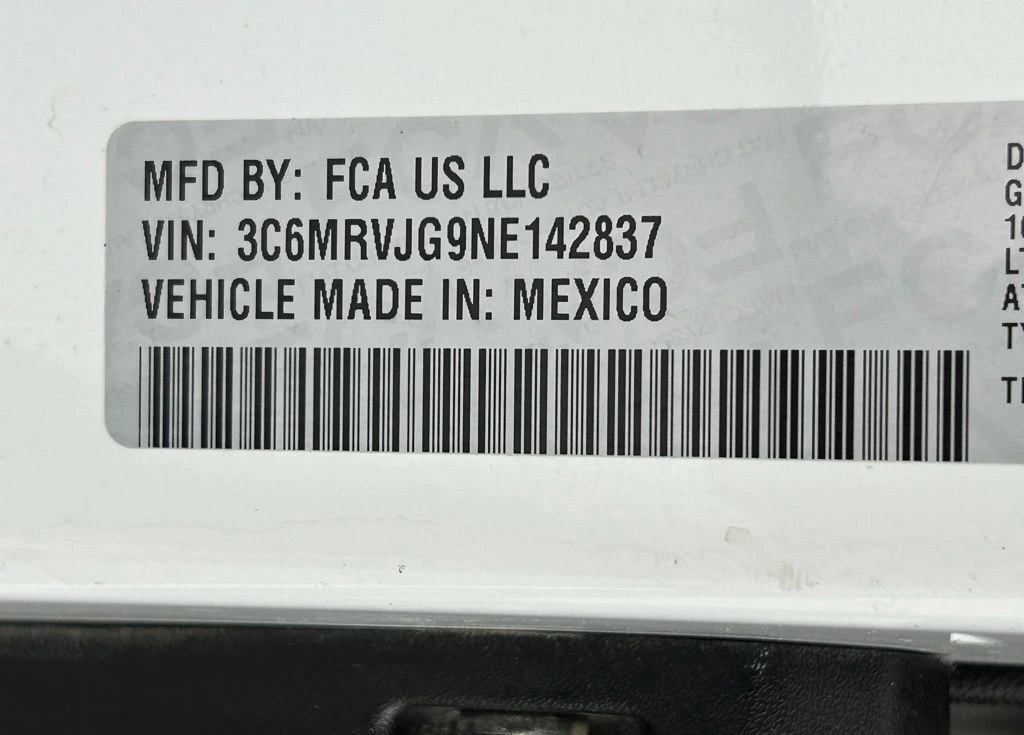 MFD BY: FCA US LLC
VIN: 3C6MRVJG9NE142837
VEHICLE MADE IN: MEXICO